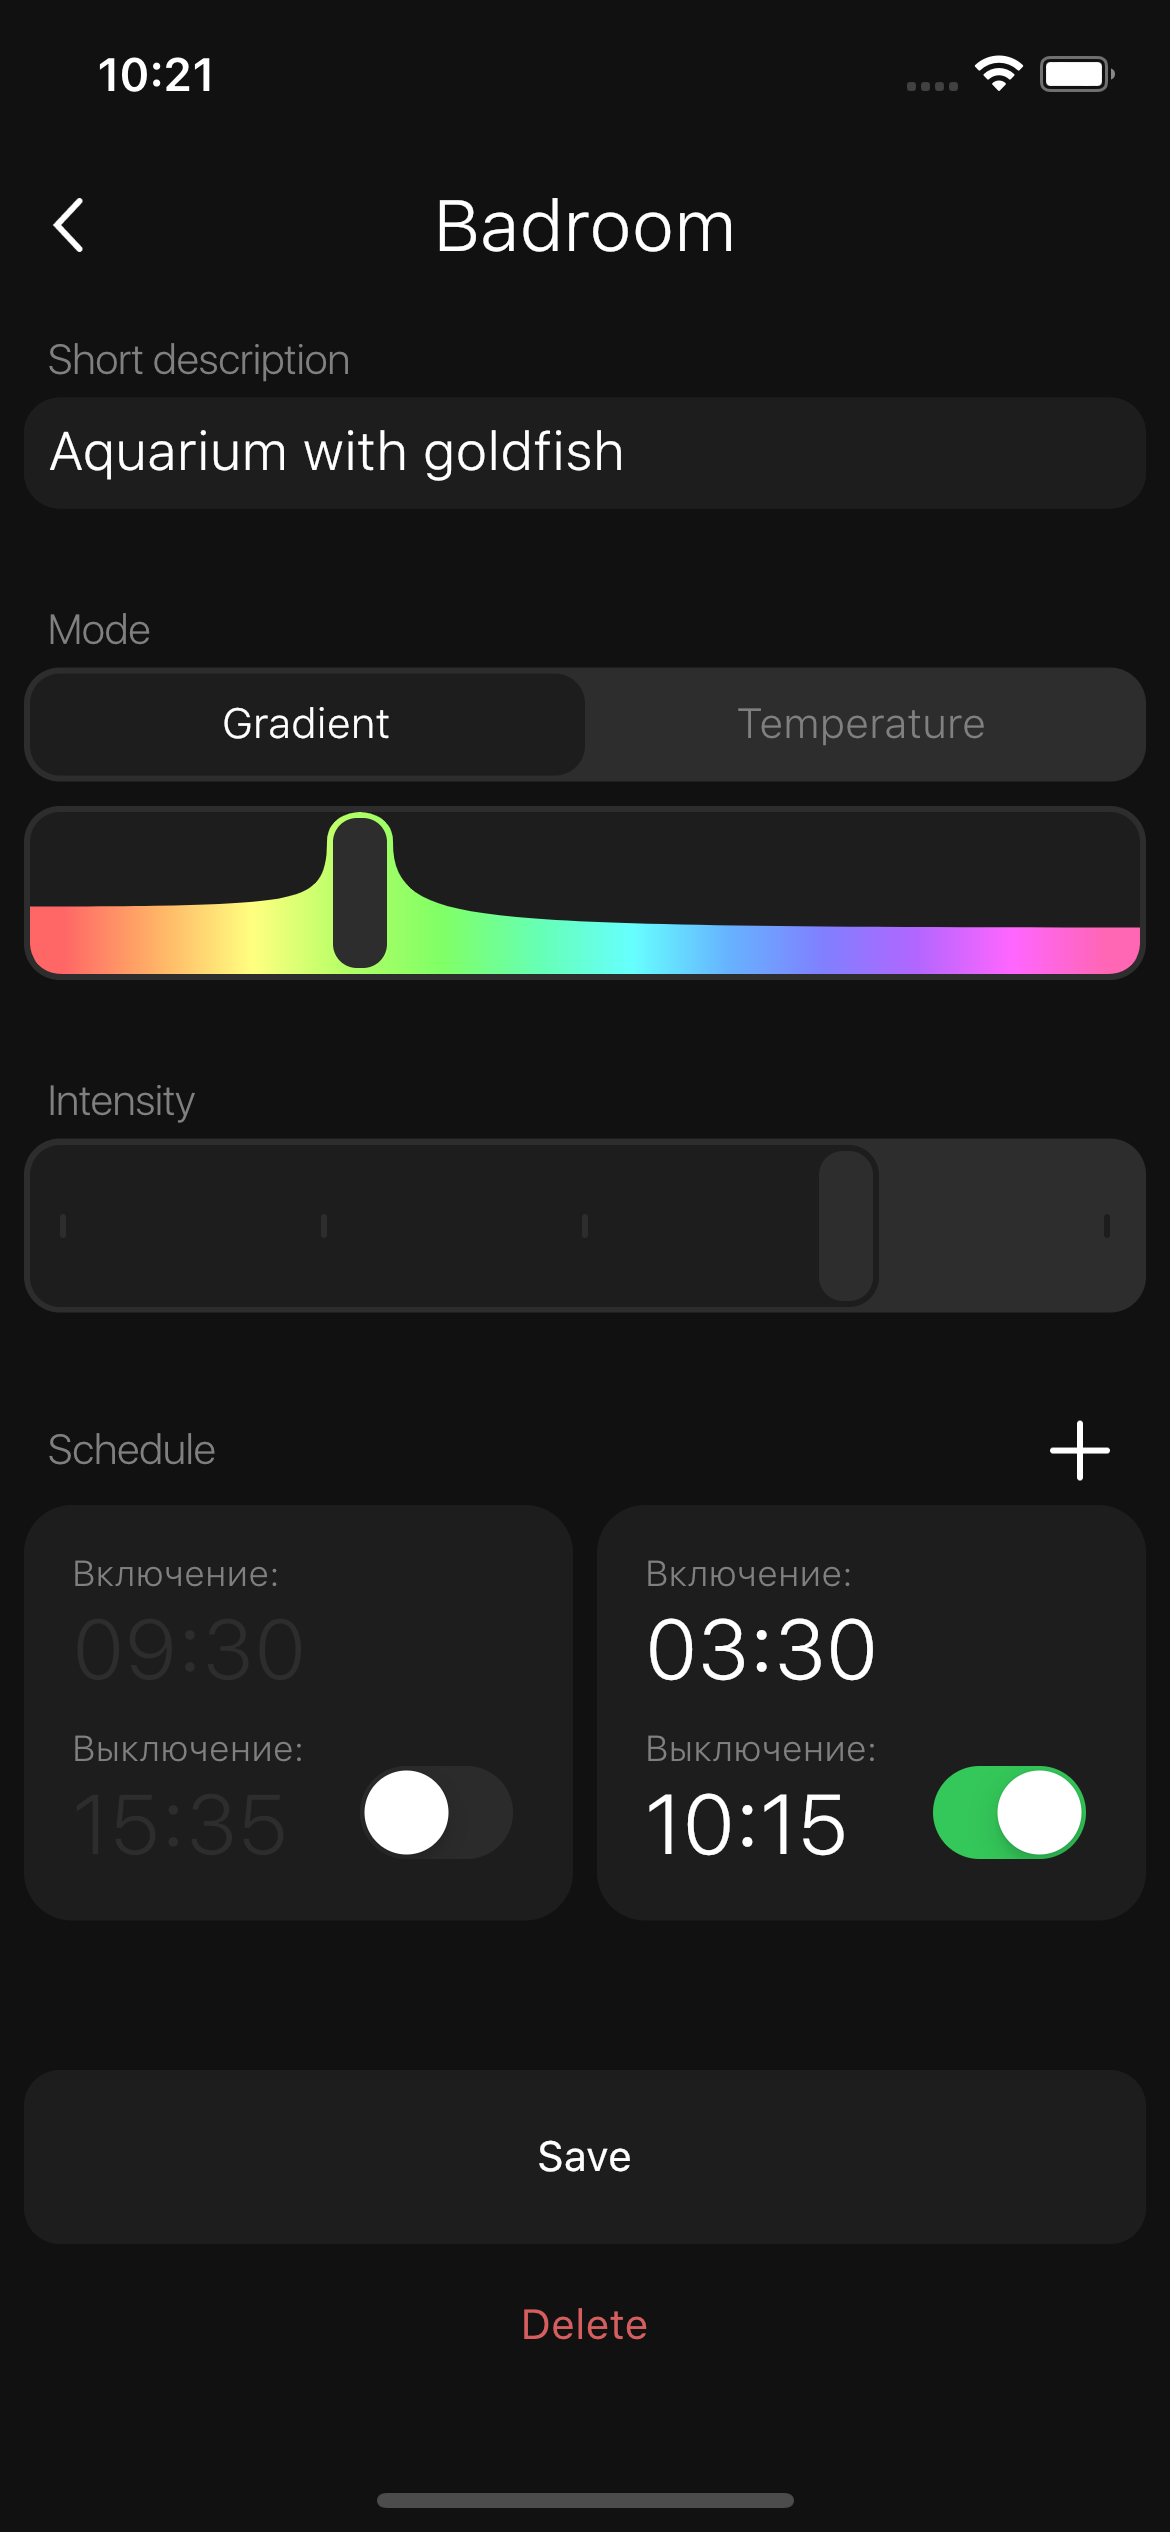 10:21
Badroom
Short description
Aquarium with goldfish
Mode
Gradient Temperature
Intensity
Schedule
Включение: Включение:
09:30 03:30
Выключение: Выключение:
15:35 10:15
Save
Delete